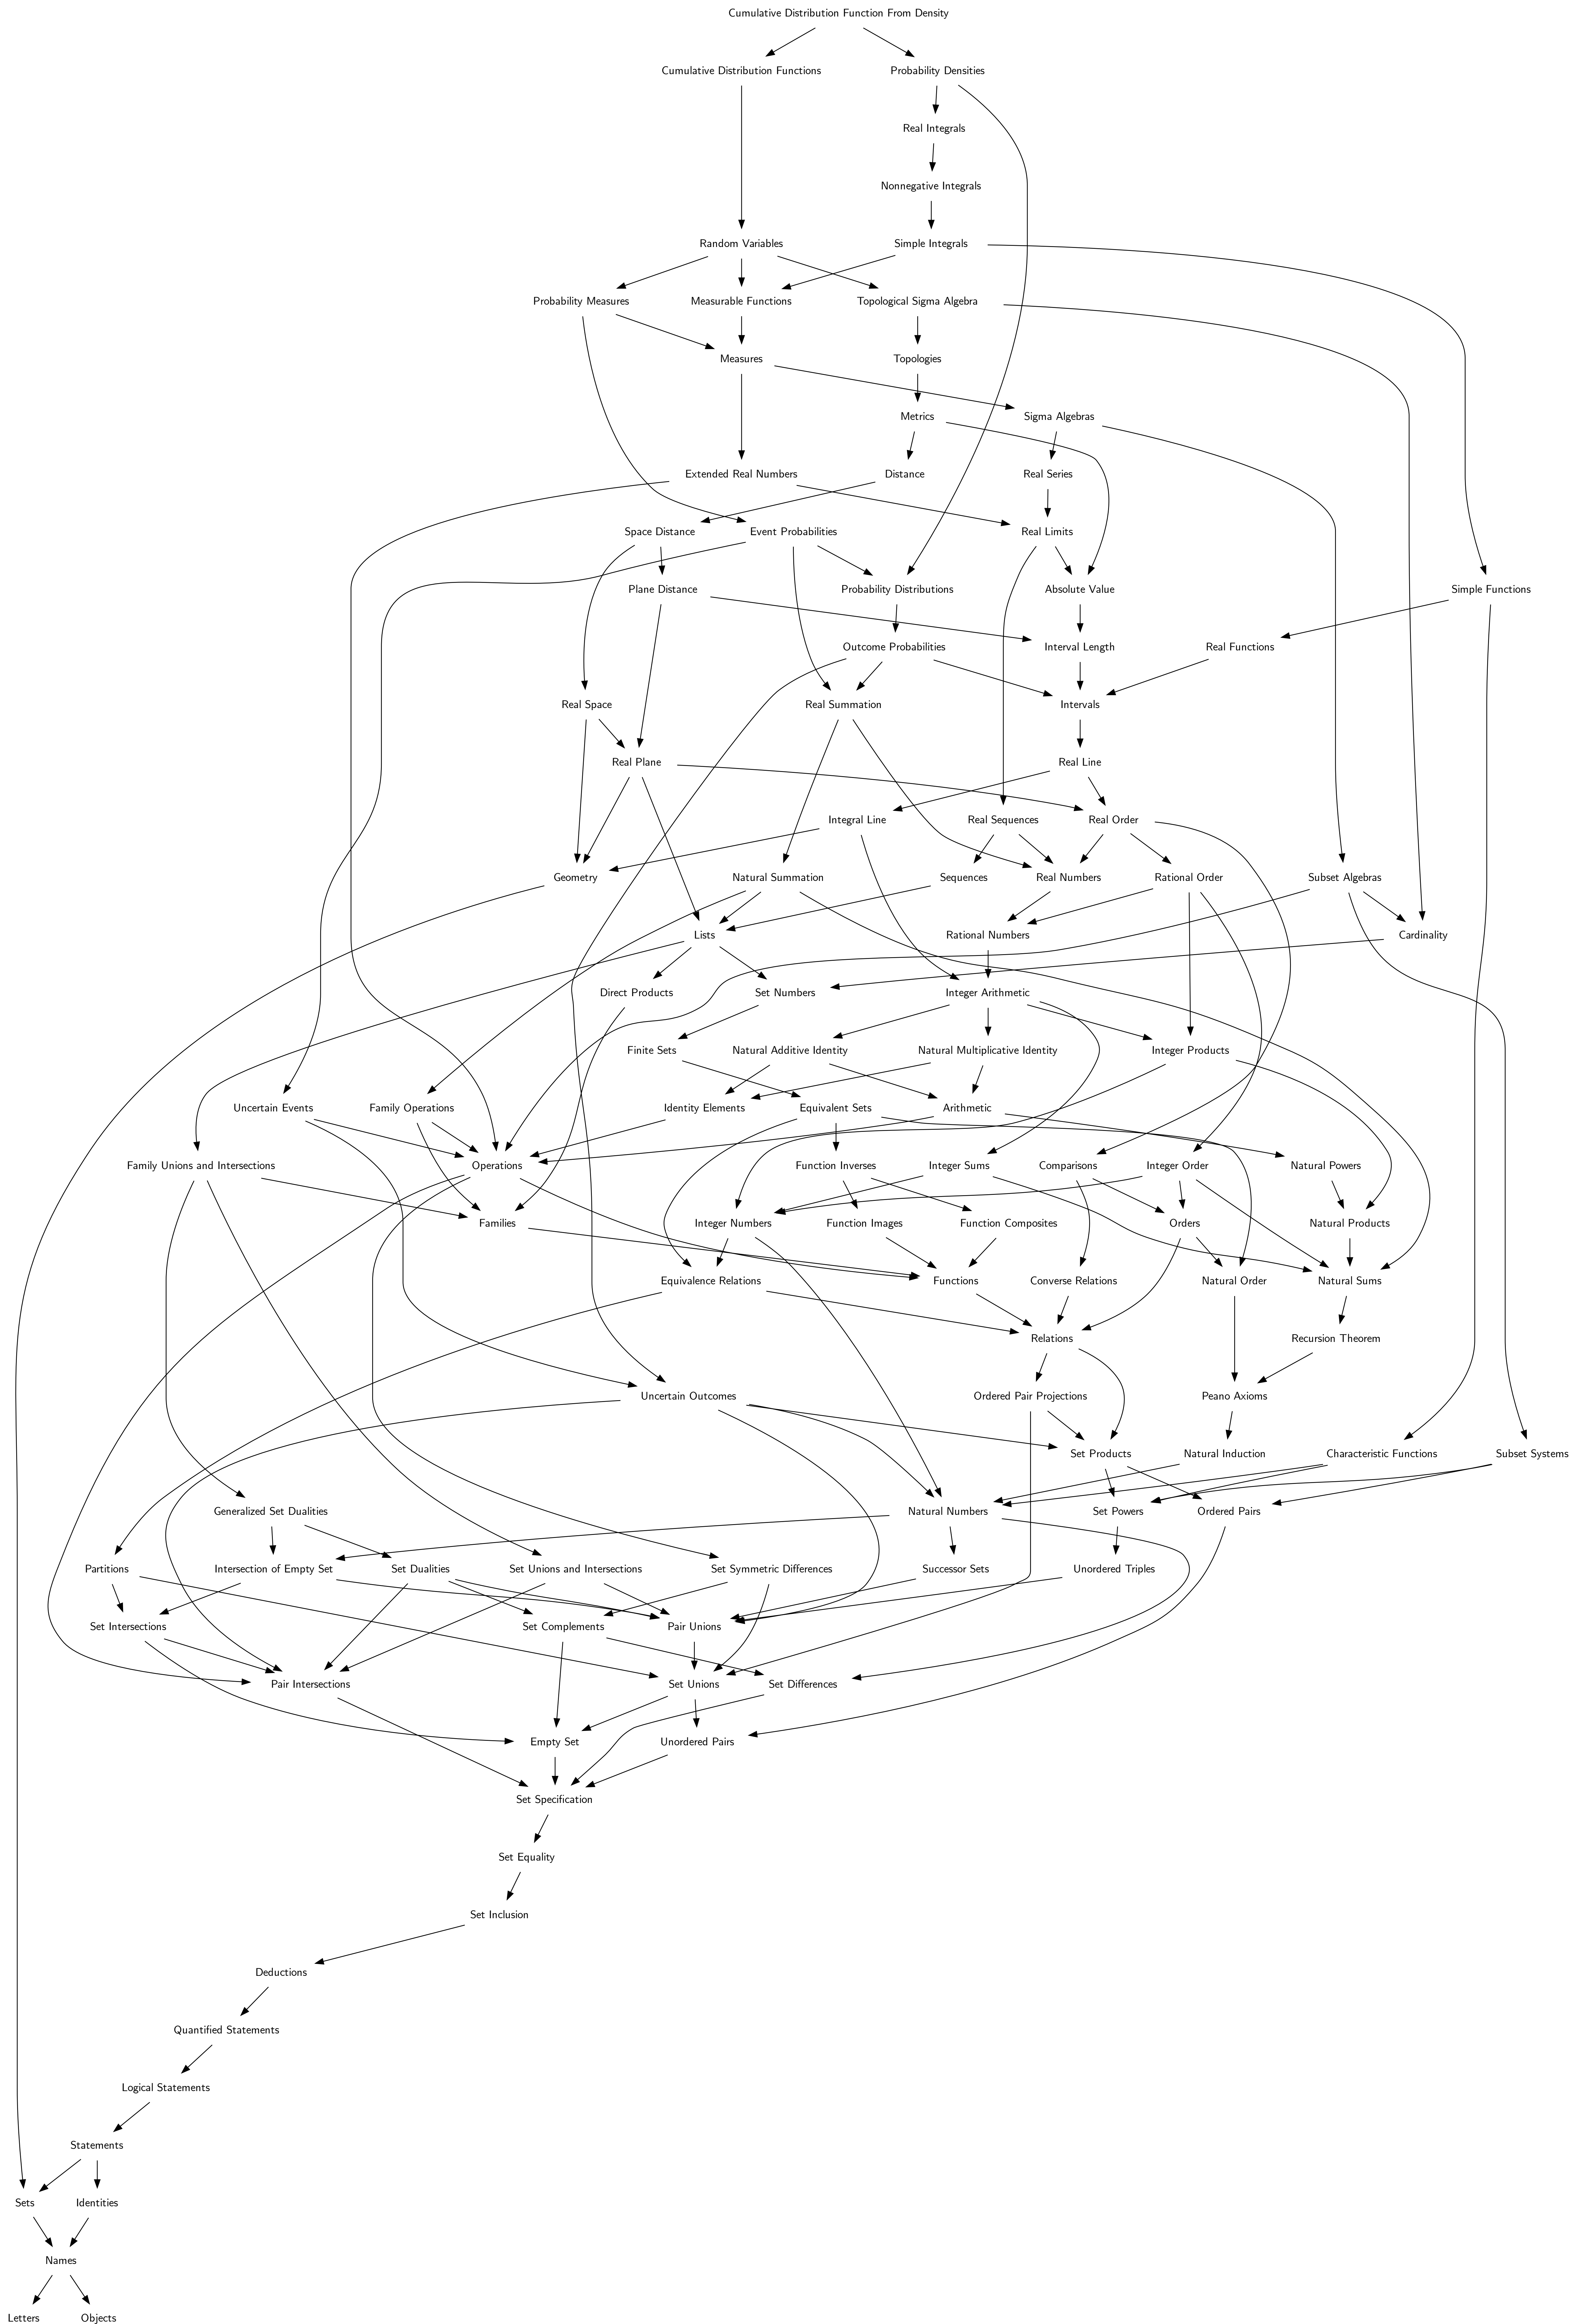 Cumulative Distribution Function From Density
Cumulative Distribution Functions
Probability Densities
Real Integrals
Nonnegative Integrals
Random Variables
Simple Integrals
Probability Measures
Measurable Functions
Topological Sigma Algebra
Measures
Topologies
Metrics
Sigma Algebras
Extended Real Numbers
Distance
Real Series
Space Distance
Event Probabilities
Real Limits
Plane Distance
Probability Distributions
Absolute Value
Simple Functions
Outcome Probabilities
Interval Length
Real Functions
Real Space
Real Summation
Intervals
Real Plane
Real Line
Integral Line
Real Sequences
Real Order
Geometry
Natural Summation
Sequences
Real Numbers
Rational Order
Subset Algebras
Lists
Rational Numbers
Cardinality
Direct Products
Set Numbers
Integer Arithmetic
Finite Sets
Natural Additive Identity
Natural Multiplicative Identity
Integer Products
Uncertain Events
Family Operations
Identity Elements
Equivalent Sets
Arithmetic
Family Unions and Intersections
Operations
Function Inverses
Integer Sums
Comparisons
Integer Order
Natural Powers
Families
Integer Numbers
Function Images
Function Composites
Orders
Natural Products
Equivalence Relations
Functions
Converse Relations
Natural Order
Natural Sums
Relations
Recursion Theorem
Uncertain Outcomes
Ordered Pair Projections
Peano Axioms
Set Products
Natural Induction
Characteristic Functions
Subset Systems
Generalized Set Dualities
Natural Numbers
Set Powers
Ordered Pairs
Partitions
Intersection of Empty Set
Set Dualities
Set Unions and Intersections
Set Symmetric Differences
Successor Sets
Unordered Triples
Set Intersections
Set Complements
Pair Unions
Pair Intersections
Set Unions
Set Differences
Empty Set
Unordered Pairs
Set Specification
Set Equality
Set Inclusion
Deductions
Quantified Statements
Logical Statements
Statements
Sets
Identities
Names
Letters
Objects